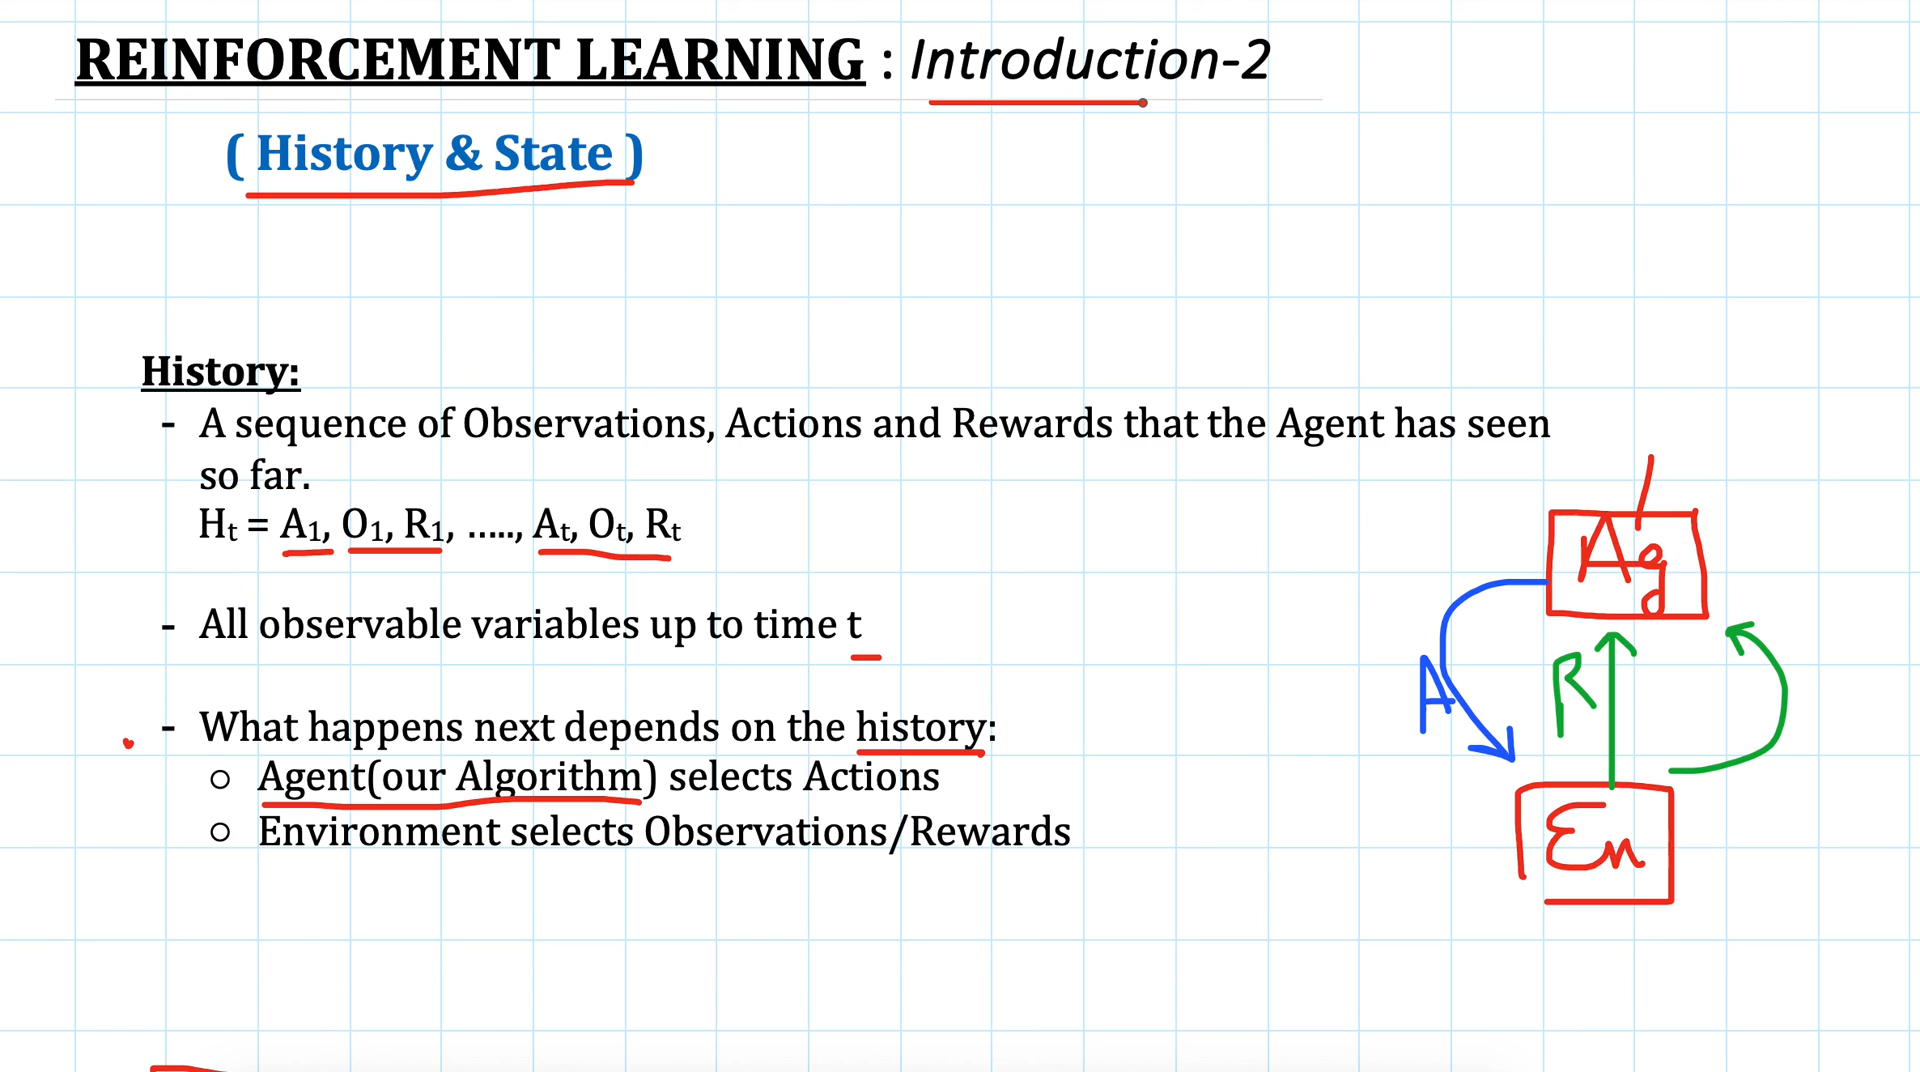 REINFORCEMENT LEARNING : Introduction-2
( History & State )
History:
- A sequence of Observations, Actions and Rewards that the Agent has seen
so far.
Hₜ = A₁, O₁, R₁, ....., Aₜ, Oₜ, Rₜ
- All observable variables up to time t
- What happens next depends on the history:
○ Agent(our Algorithm) selects Actions
○ Environment selects Observations/Rewards
Ag
A
R
En